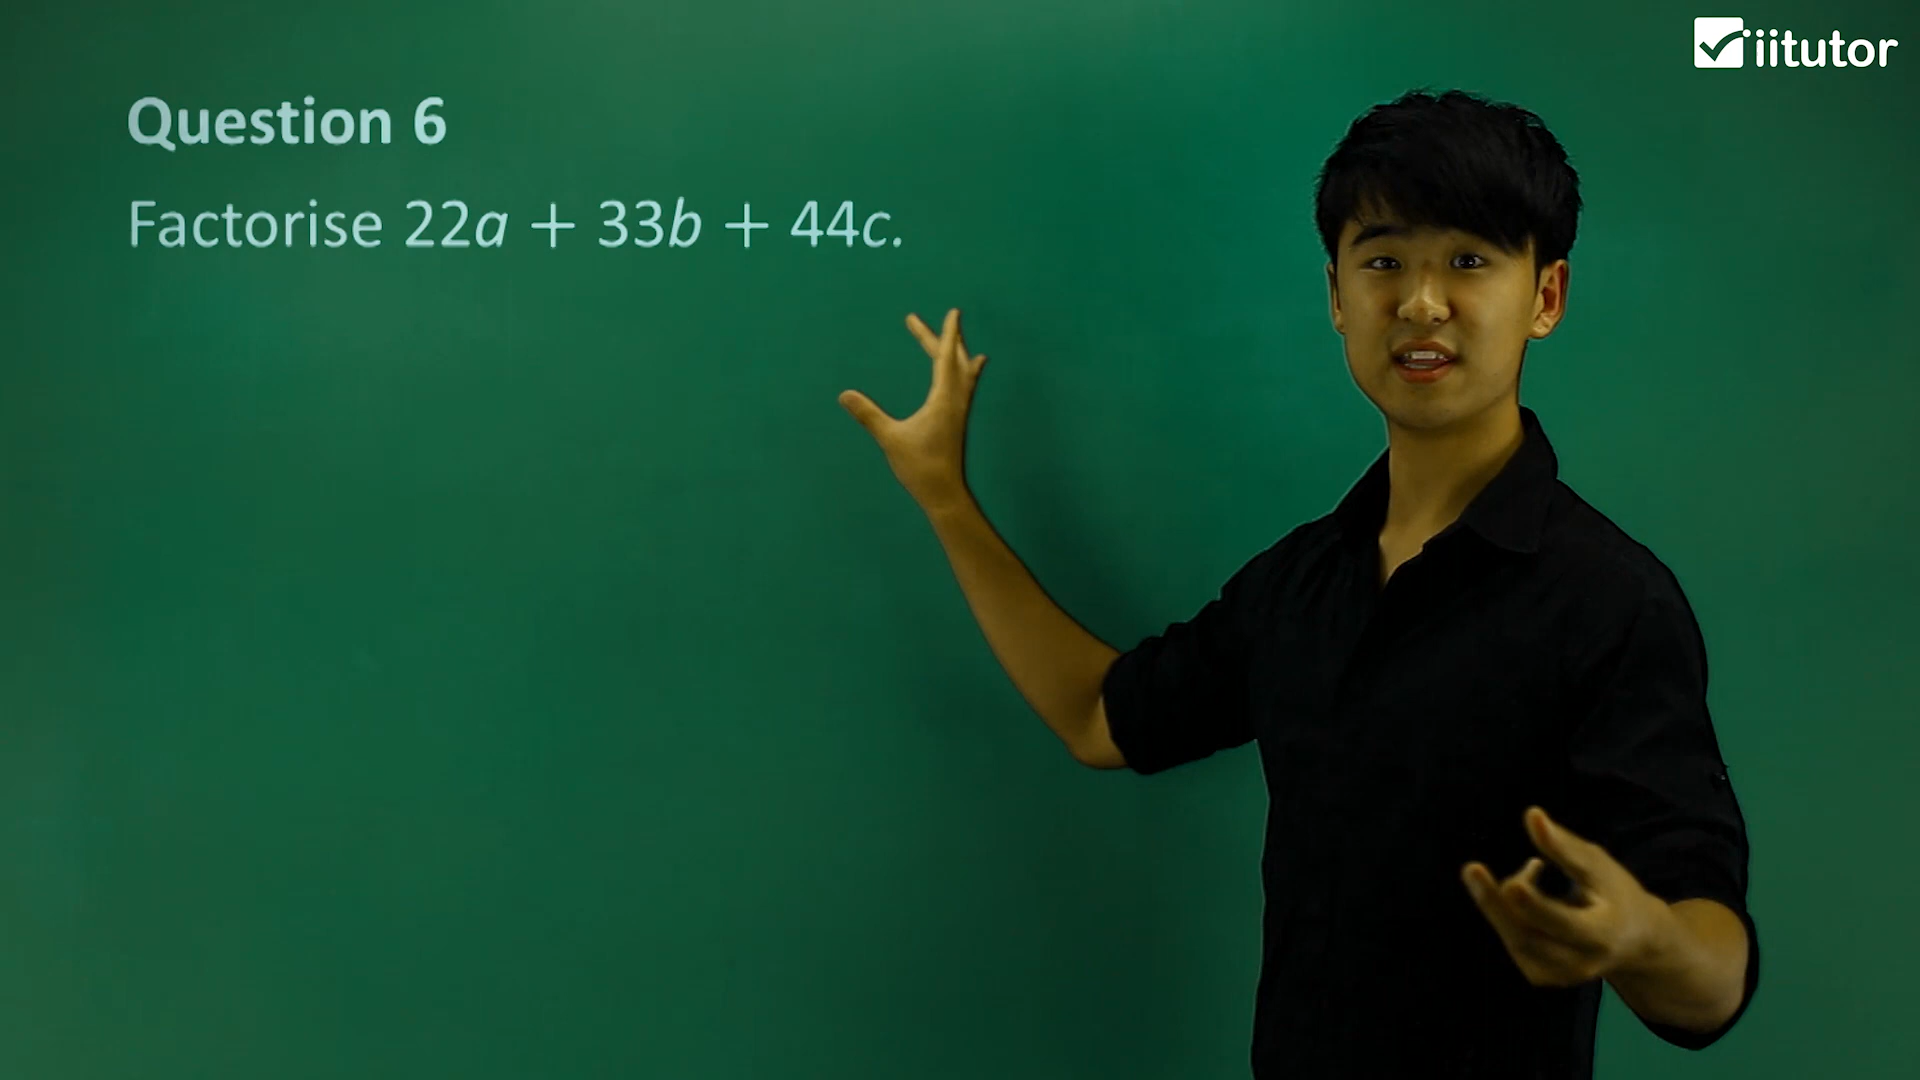 iitutor
Question 6
Factorise 22a + 33b + 44c.